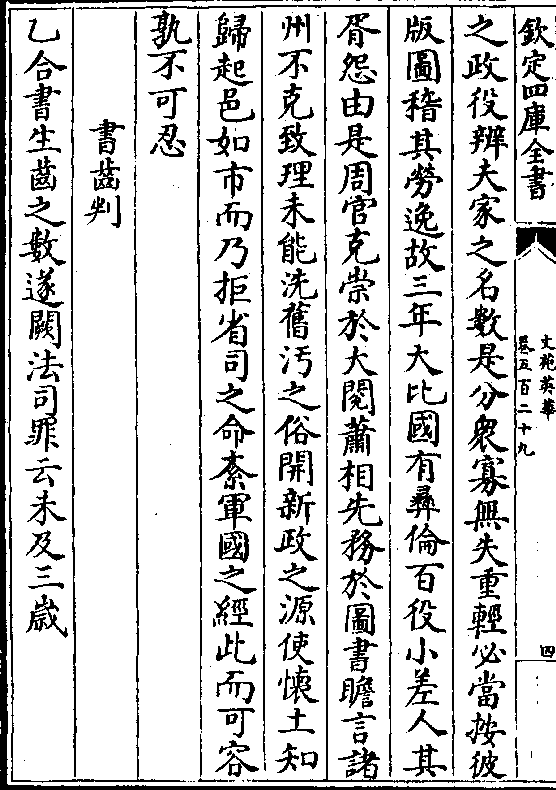 欽定四庫全書
文苑英華
卷五百二十九
四
之政役辨夫家之名數是分衆寡無失重輕必當按彼
版圖稽其勞逸故三年大比國有彞倫百役小差人其
胥怨由是周官克崇於大閱蕭相先務於圖書瞻言諸
州不克致理未能洗舊汚之俗開新政之源使懷土知
歸起邑如市而乃拒省司之命紊軍國之經此而可容
孰不可忍
書齒判
乙合書生齒之數遂闕法司罪云未及三歲